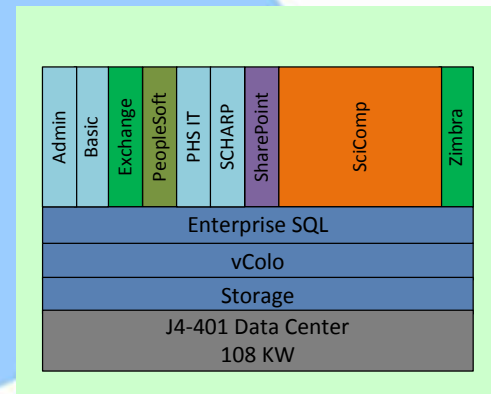 Admin
Basic
Exchange
PeopleSoft
PHS IT
SCHARP
SharePoint
SciComp
Zimbra
Enterprise SQL
vColo
Storage
J4-401 Data Center
108 KW